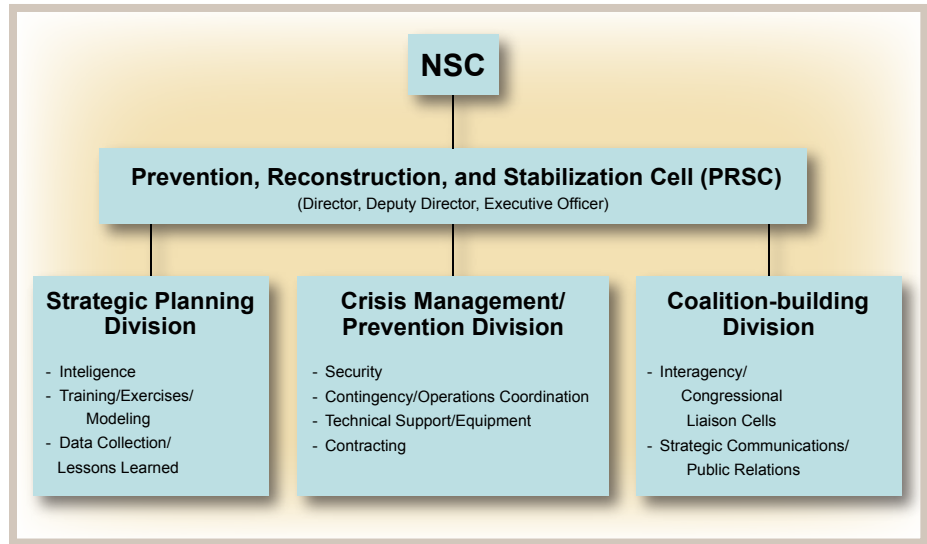 NSC
Prevention, Reconstruction, and Stabilization Cell (PRSC)
(Director, Deputy Director, Executive Officer)
Strategic Planning
Division
- Inteligence
- Training/Exercises/
Modeling
- Data Collection/
Lessons Learned
Crisis Management/
Prevention Division
- Security
- Contingency/Operations Coordination
- Technical Support/Equipment
- Contracting
Coalition-building
Division
- Interagency/
Congressional
Liaison Cells
- Strategic Communications/
Public Relations